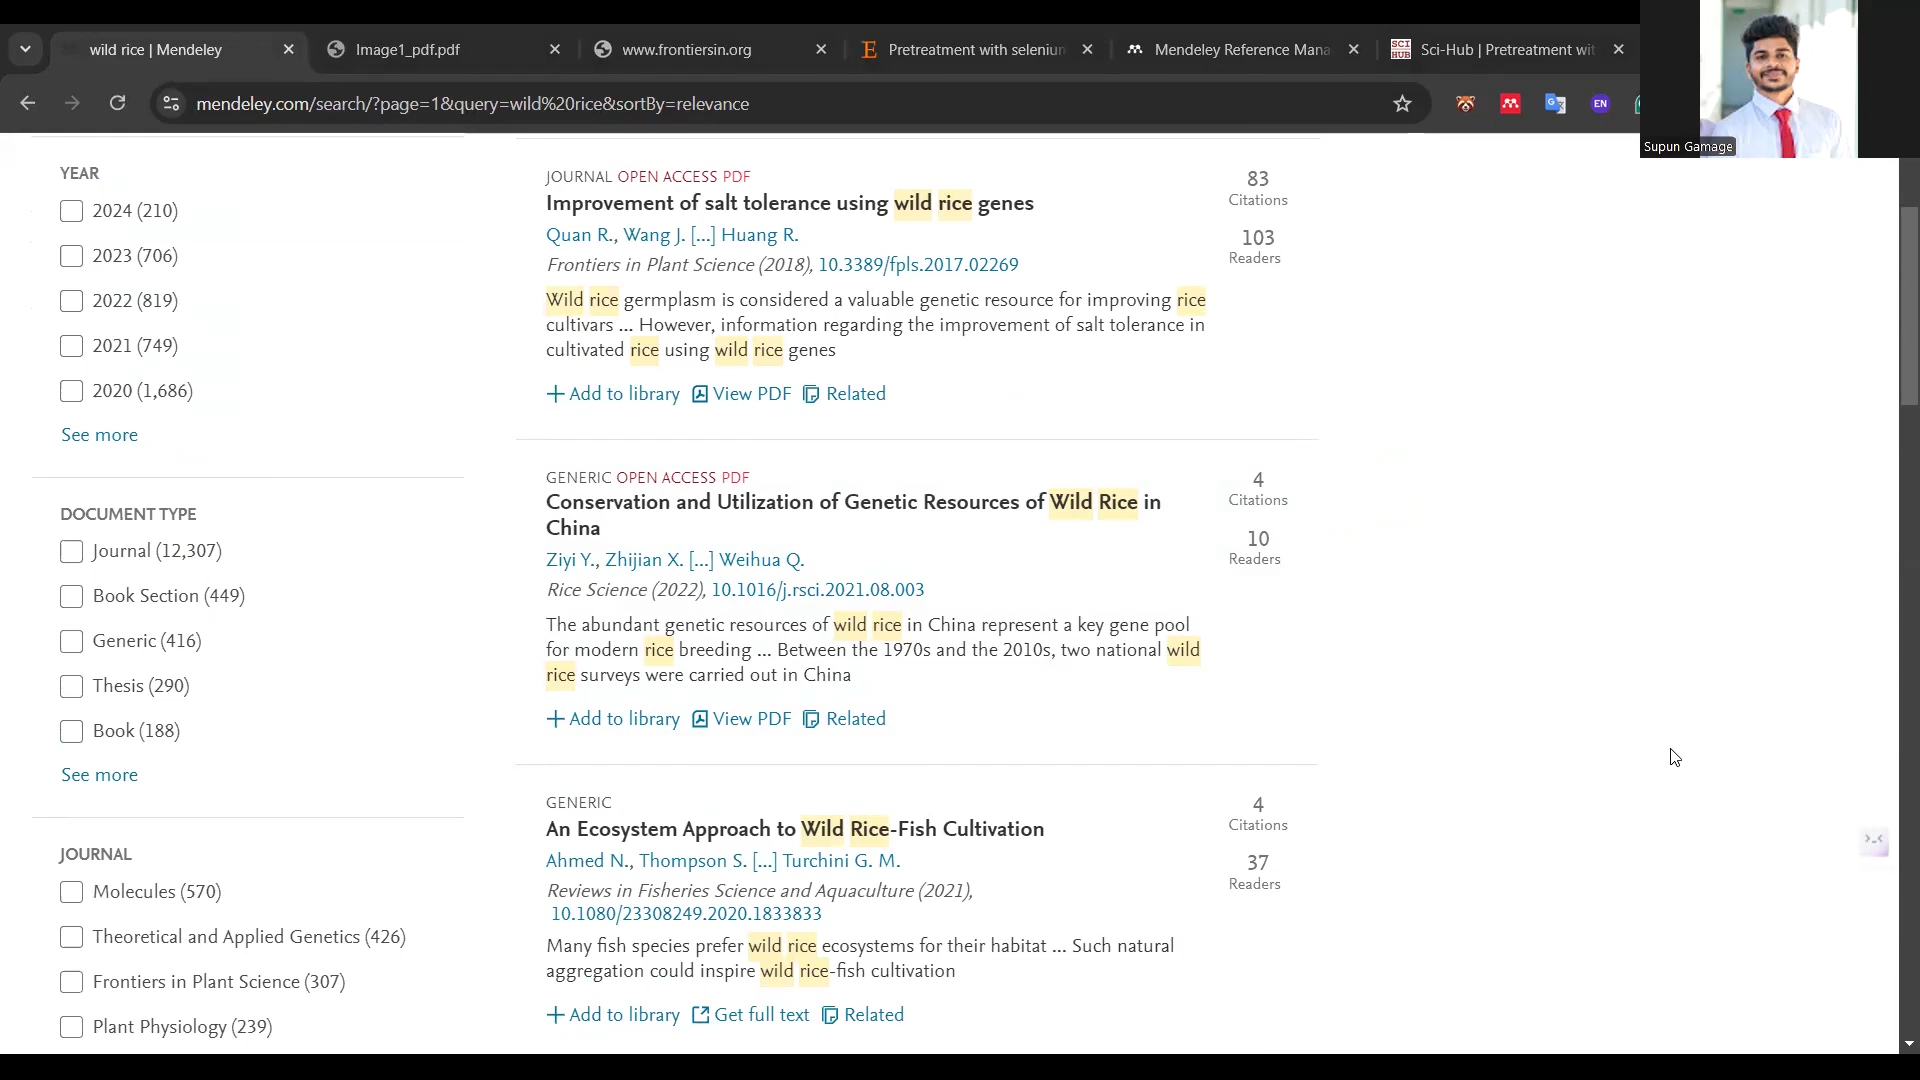 wild rice | Mendeley
Image1_pdf.pdf
www.frontiersin.org
Pretreatment with seleniun
Mendeley Reference Mana
Sci-Hub | Pretreatment wit
SCI HUB
mendeley.com/search/?page=1&query=wild%20rice&sortBy=relevance
EN
Supun Gamage
YEAR
2024 (210)
2023 (706)
2022 (819)
2021 (749)
2020 (1,686)
See more
DOCUMENT TYPE
Journal (12,307)
Book Section (449)
Generic (416)
Thesis (290)
Book (188)
See more
JOURNAL
Molecules (570)
Theoretical and Applied Genetics (426)
Frontiers in Plant Science (307)
Plant Physiology (239)
JOURNAL OPEN ACCESS PDF
Improvement of salt tolerance using wild rice genes
Quan R., Wang J. [...] Huang R.
Frontiers in Plant Science (2018), 10.3389/fpls.2017.02269
Wild rice germplasm is considered a valuable genetic resource for improving rice
cultivars ... However, information regarding the improvement of salt tolerance in
cultivated rice using wild rice genes
Add to library View PDF Related
83
Citations
103
Readers
GENERIC OPEN ACCESS PDF
Conservation and Utilization of Genetic Resources of Wild Rice in
China
Ziyi Y., Zhijian X. [...] Weihua Q.
Rice Science (2022), 10.1016/j.rsci.2021.08.003
The abundant genetic resources of wild rice in China represent a key gene pool
for modern rice breeding ... Between the 1970s and the 2010s, two national wild
rice surveys were carried out in China
Add to library View PDF Related
4
Citations
10
Readers
GENERIC
An Ecosystem Approach to Wild Rice-Fish Cultivation
Ahmed N., Thompson S. [...] Turchini G. M.
Reviews in Fisheries Science and Aquaculture (2021),
10.1080/23308249.2020.1833833
Many fish species prefer wild rice ecosystems for their habitat ... Such natural
aggregation could inspire wild rice-fish cultivation
Add to library Get full text Related
4
Citations
37
Readers